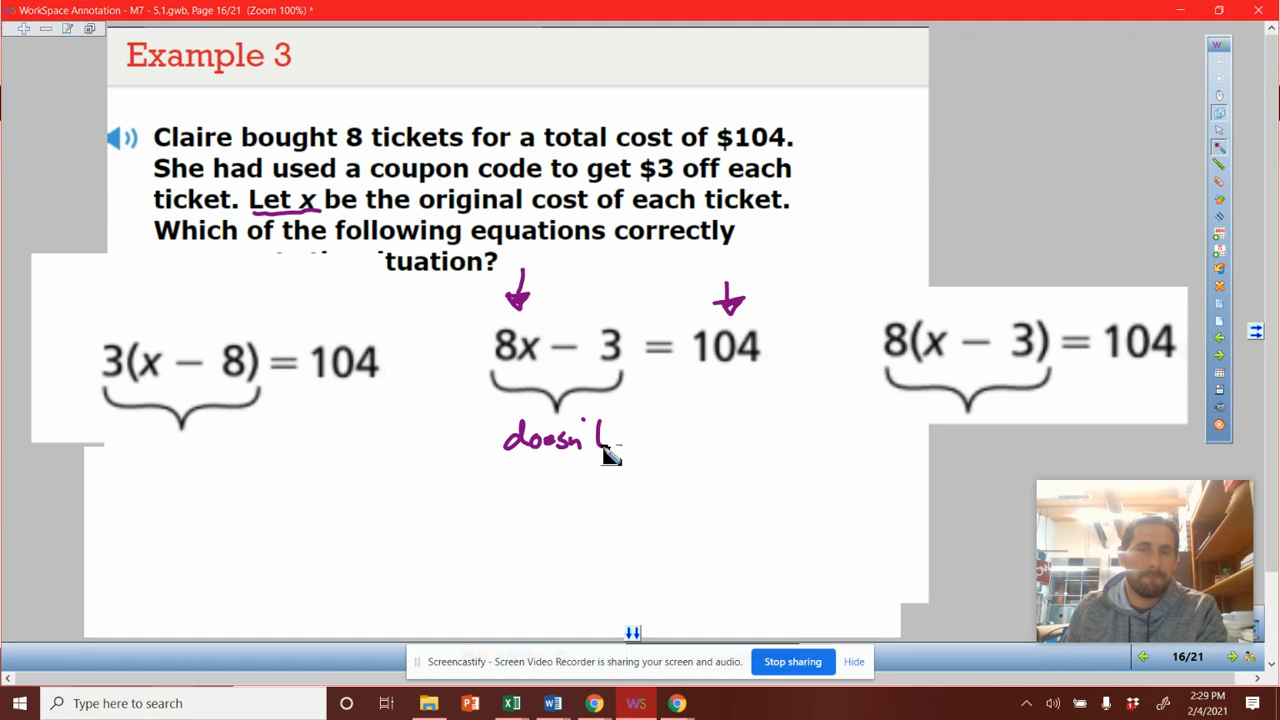 WorkSpace Annotation - M7 - 5.1.gwb, Page 16/21 (Zoom 100%) *
Example 3
Claire bought 8 tickets for a total cost of $104.
She had used a coupon code to get $3 off each
ticket. Let x be the original cost of each ticket.
Which of the following equations correctly
tuation?
3(x − 8) = 104
8x − 3 = 104
8(x − 3) = 104
doesn'
Screencastify - Screen Video Recorder is sharing your screen and audio.
Stop sharing
Hide
16/21
Type here to search
2:29 PM
2/4/2021